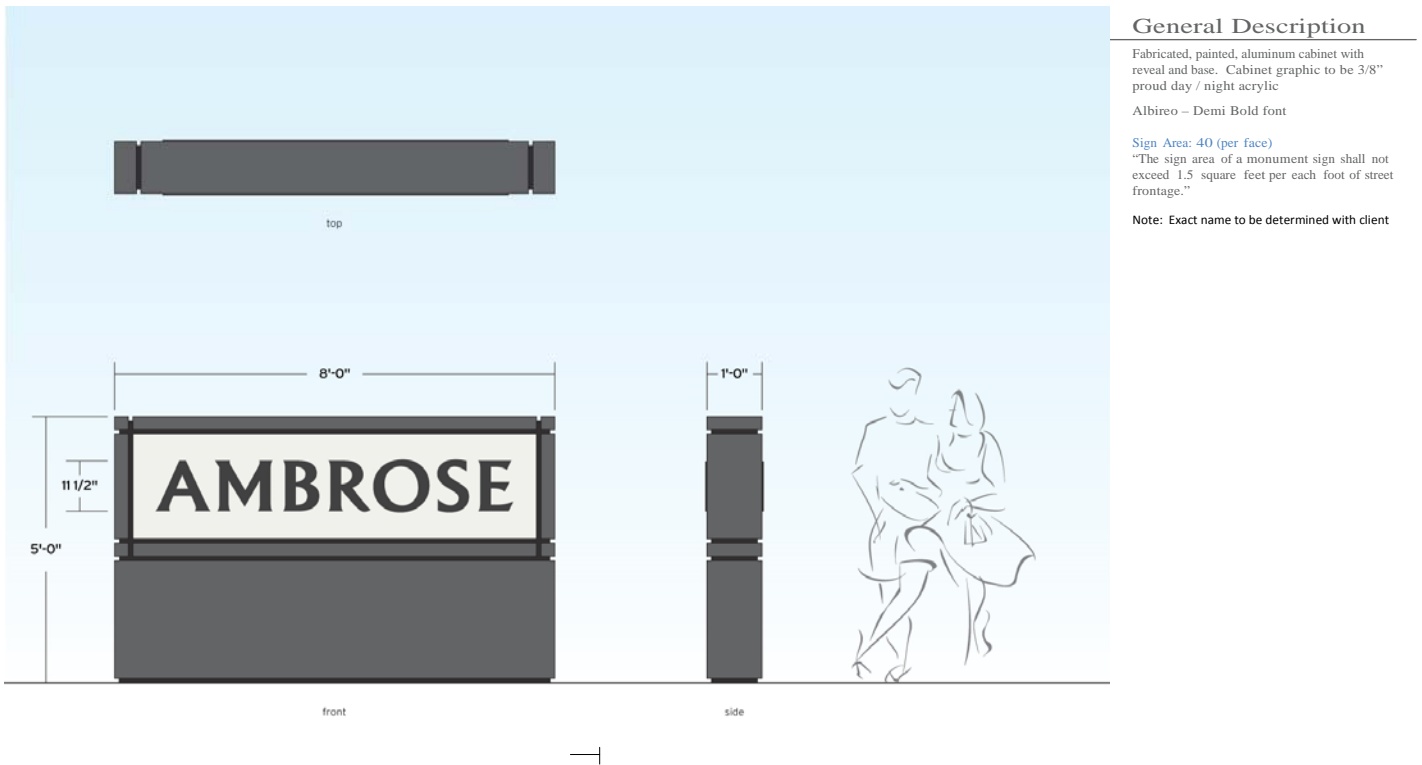 General Description
Fabricated, painted, aluminum cabinet with
reveal and base. Cabinet graphic to be 3/8”
proud day / night acrylic
Albireo – Demi Bold font
Sign Area: 40 (per face)
“The sign area of a monument sign shall not
exceed 1.5 square feet per each foot of street
frontage.”
Note: Exact name to be determined with client
top
8'-0"
1'-0"
11 1/2"
AMBROSE
5'-0"
front
side